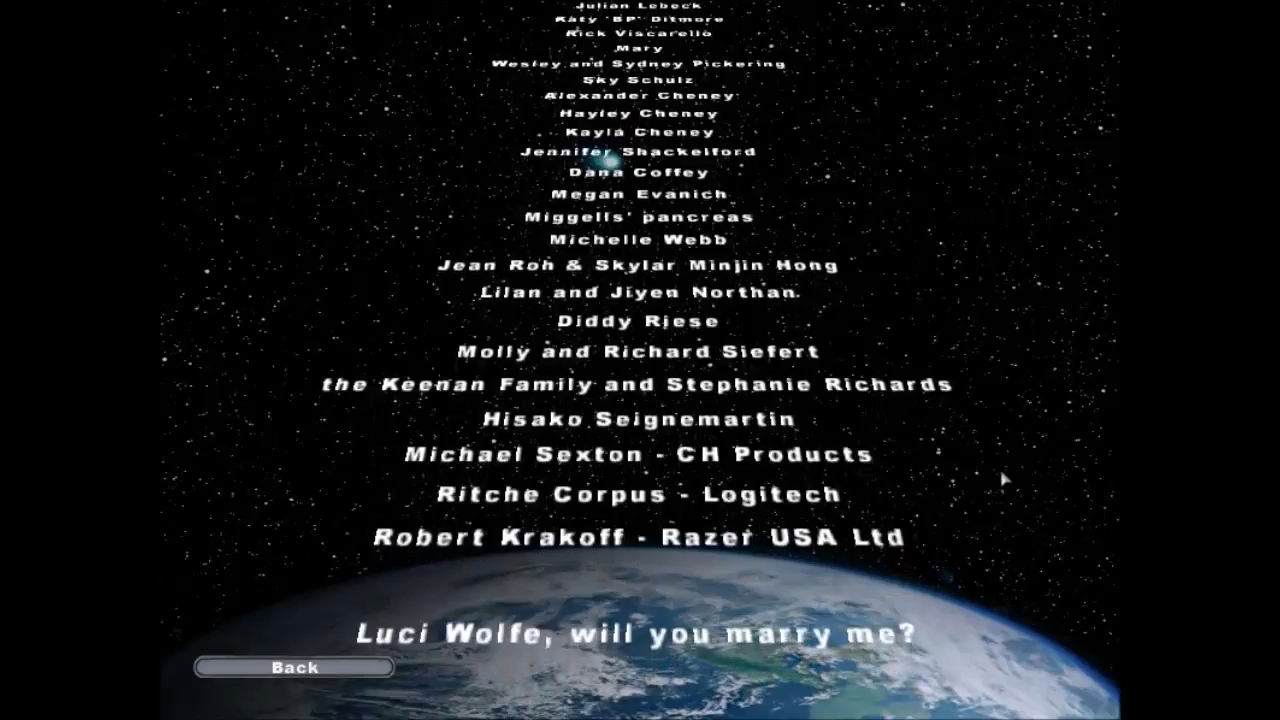 Julian Lebeck
Katy 'BP' Ditmore
Rick Viscarello
Mary
Wesley and Sydney Pickering
Sky Schulz
Alexander Cheney
Hayley Cheney
Kayla Cheney
Jennifer Shackelford
Dana Coffey
Megan Evanich
Miggells' pancreas
Michelle Webb
Jean Roh & Skylar Minjin Hong
Lilan and Jiyen Northan
Diddy Riese
Molly and Richard Siefert
the Keenan Family and Stephanie Richards
Hisako Seignemartin
Michael Sexton - CH Products
Ritche Corpus - Logitech
Robert Krakoff - Razer USA Ltd
Luci Wolfe, will you marry me?
Back